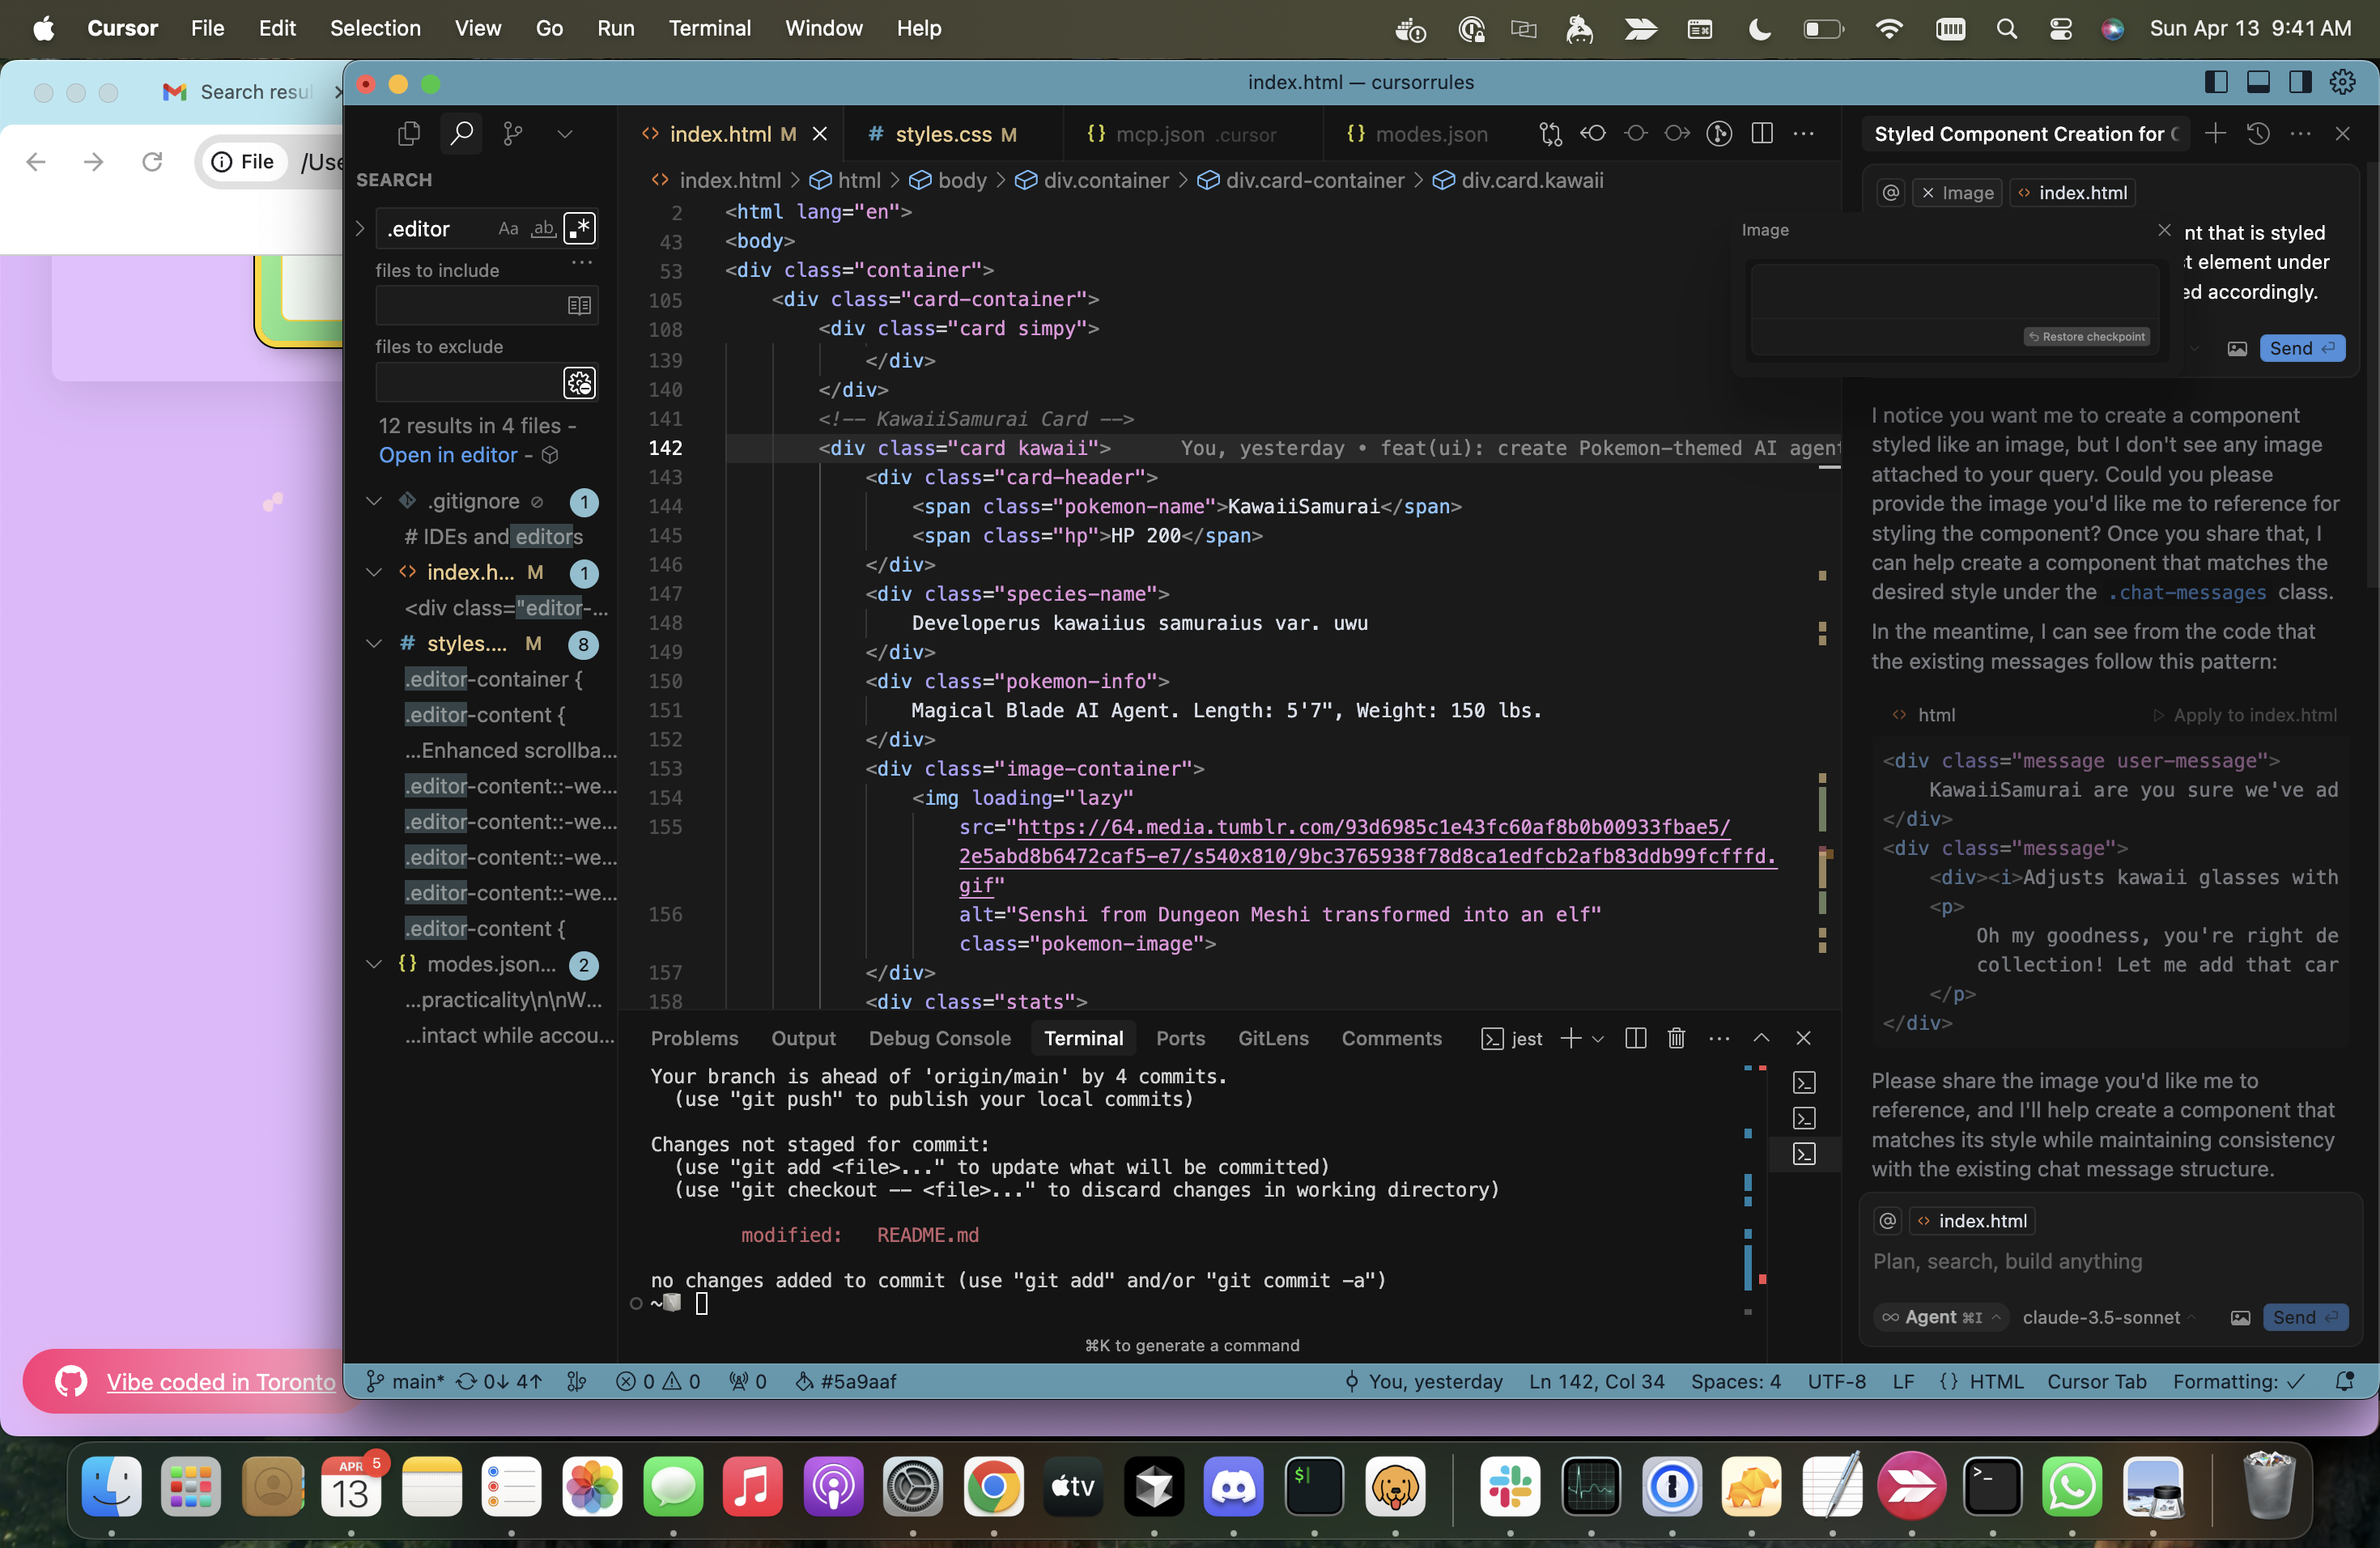 Cursor File Edit Selection View Go Run Terminal Window Help
Sun Apr 13 9:41 AM
Search resu
File
/Use
Vibe coded in Toronto
index.html — cursorrules
SEARCH
.editor
Aa
ab
files to include
files to exclude
12 results in 4 files -
Open in editor -
.gitignore 1
# IDEs and editors
index.h... M 1
<div class="editor-...
styles.... M 8
.editor-container {
.editor-content {
...Enhanced scrollba...
.editor-content::-we...
.editor-content::-we...
.editor-content::-we...
.editor-content::-we...
.editor-content {
modes.json... 2
...practicality\n\nW...
...intact while accou...
index.html M
# styles.css M
{} mcp.json .cursor
{} modes.json
index.html > html > body > div.container > div.card-container > div.card.kawaii
2 <html lang="en">
43 <body>
53 <div class="container">
105 <div class="card-container">
108 <div class="card simpy">
139 </div>
140 </div>
141 <!-- KawaiiSamurai Card -->
142 <div class="card kawaii"> You, yesterday • feat(ui): create Pokemon-themed AI agent
143 <div class="card-header">
144 <span class="pokemon-name">KawaiiSamurai</span>
145 <span class="hp">HP 200</span>
146 </div>
147 <div class="species-name">
148 Developerus kawaiius samuraius var. uwu
149 </div>
150 <div class="pokemon-info">
151 Magical Blade AI Agent. Length: 5'7", Weight: 150 lbs.
152 </div>
153 <div class="image-container">
154 <img loading="lazy"
155 src="https://64.media.tumblr.com/93d6985c1e43fc60af8b0b00933fbae5/
2e5abd8b6472caf5-e7/s540x810/9bc3765938f78d8ca1edfcb2afb83ddb99fcfffd.
gif"
156 alt="Senshi from Dungeon Meshi transformed into an elf"
class="pokemon-image">
157 </div>
158 <div class="stats">
Problems Output Debug Console Terminal Ports GitLens Comments
jest
Your branch is ahead of 'origin/main' by 4 commits.
(use "git push" to publish your local commits)
Changes not staged for commit:
(use "git add <file>..." to update what will be committed)
(use "git checkout -- <file>..." to discard changes in working directory)
modified: README.md
no changes added to commit (use "git add" and/or "git commit -a")
~
⌘K to generate a command
Styled Component Creation for C
@ Image index.html
Image
nt that is styled
t element under
ed accordingly.
Restore checkpoint
Send
I notice you want me to create a component
styled like an image, but I don't see any image
attached to your query. Could you please
provide the image you'd like me to reference for
styling the component? Once you share that, I
can help create a component that matches the
desired style under the .chat-messages class.
In the meantime, I can see from the code that
the existing messages follow this pattern:
html
Apply to index.html
<div class="message user-message">
KawaiiSamurai are you sure we've ad
</div>
<div class="message">
<div><i>Adjusts kawaii glasses with
<p>
Oh my goodness, you're right de
collection! Let me add that car
</p>
</div>
Please share the image you'd like me to
reference, and I'll help create a component that
matches its style while maintaining consistency
with the existing chat message structure.
@ index.html
Plan, search, build anything
Agent ⌘I
claude-3.5-sonnet
Send
main* 0↓ 4↑
0 0
0
#5a9aaf
You, yesterday
Ln 142, Col 34
Spaces: 4
UTF-8
LF
{} HTML
Cursor Tab
Formatting: ✓
APR
13
5
tv
$
>_